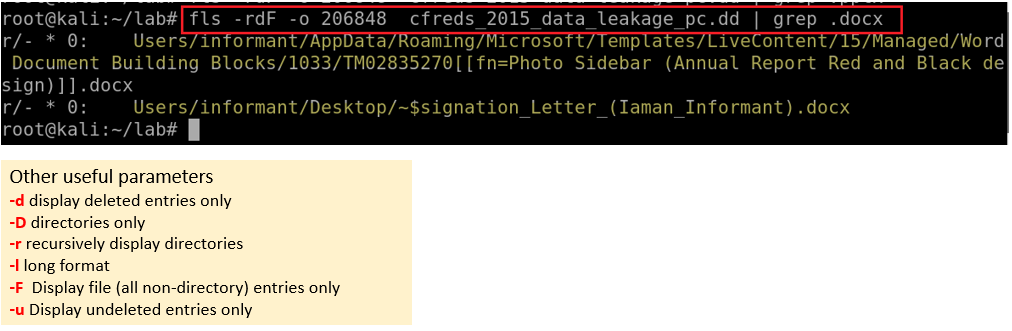 root@kali:~/lab# fls -rdF -o 206848  cfreds_2015_data_leakage_pc.dd | grep .docx
r/- * 0:    Users/informant/AppData/Roaming/Microsoft/Templates/LiveContent/15/Managed/Word
 Document Building Blocks/1033/TM02835270[[fn=Photo Sidebar (Annual Report Red and Black de
sign)]].docx
r/- * 0:    Users/informant/Desktop/~$signation_Letter_(Iaman_Informant).docx
root@kali:~/lab#
Other useful parameters
-d display deleted entries only
-D directories only
-r recursively display directories
-l long format
-F  Display file (all non-directory) entries only
-u Display undeleted entries only